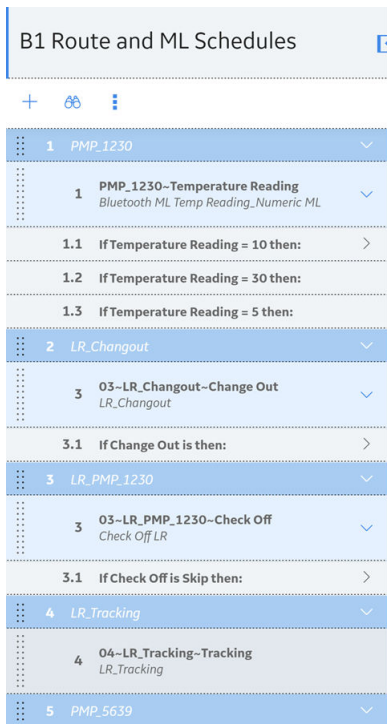 B1 Route and ML Schedules
1 PMP_1230
1 PMP_1230~Temperature Reading
Bluetooth ML Temp Reading_Numeric ML
1.1 If Temperature Reading = 10 then:
1.2 If Temperature Reading = 30 then:
1.3 If Temperature Reading = 5 then:
2 LR_Changout
3 03~LR_Changout~Change Out
LR_Changout
3.1 If Change Out is then:
3 LR_PMP_1230
3 03~LR_PMP_1230~Check Off
Check Off LR
3.1 If Check Off is Skip then:
4 LR_Tracking
4 04~LR_Tracking~Tracking
LR_Tracking
5 PMP_5639